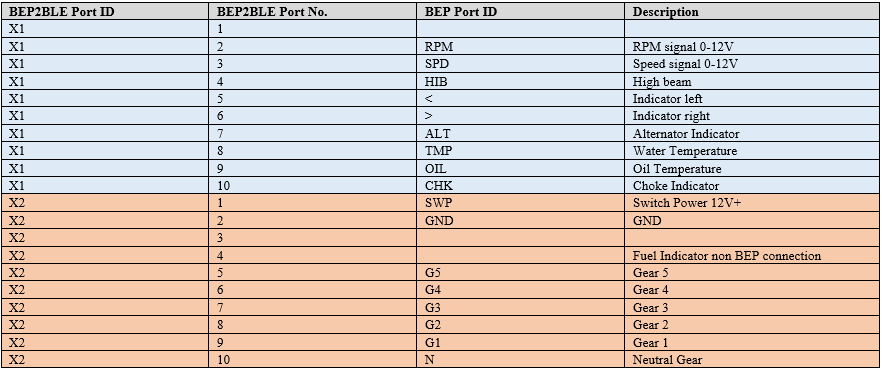 BEP2BLE Port ID BEP2BLE Port No. BEP Port ID Description
X1 1
X1 2 RPM RPM signal 0-12V
X1 3 SPD Speed signal 0-12V
X1 4 HIB High beam
X1 5 < Indicator left
X1 6 > Indicator right
X1 7 ALT Alternator Indicator
X1 8 TMP Water Temperature
X1 9 OIL Oil Temperature
X1 10 CHK Choke Indicator
X2 1 SWP Switch Power 12V+
X2 2 GND GND
X2 3
X2 4 Fuel Indicator non BEP connection
X2 5 G5 Gear 5
X2 6 G4 Gear 4
X2 7 G3 Gear 3
X2 8 G2 Gear 2
X2 9 G1 Gear 1
X2 10 N Neutral Gear